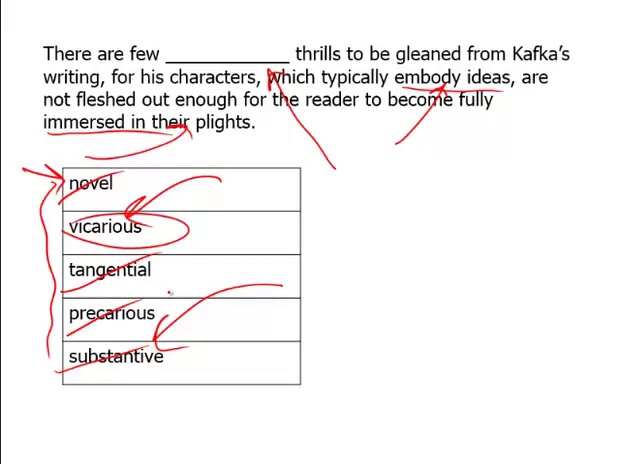 There are few ____________ thrills to be gleaned from Kafka's
writing, for his characters, which typically embody ideas, are
not fleshed out enough for the reader to become fully
immersed in their plights.
novel
vicarious
tangential
precarious
substantive